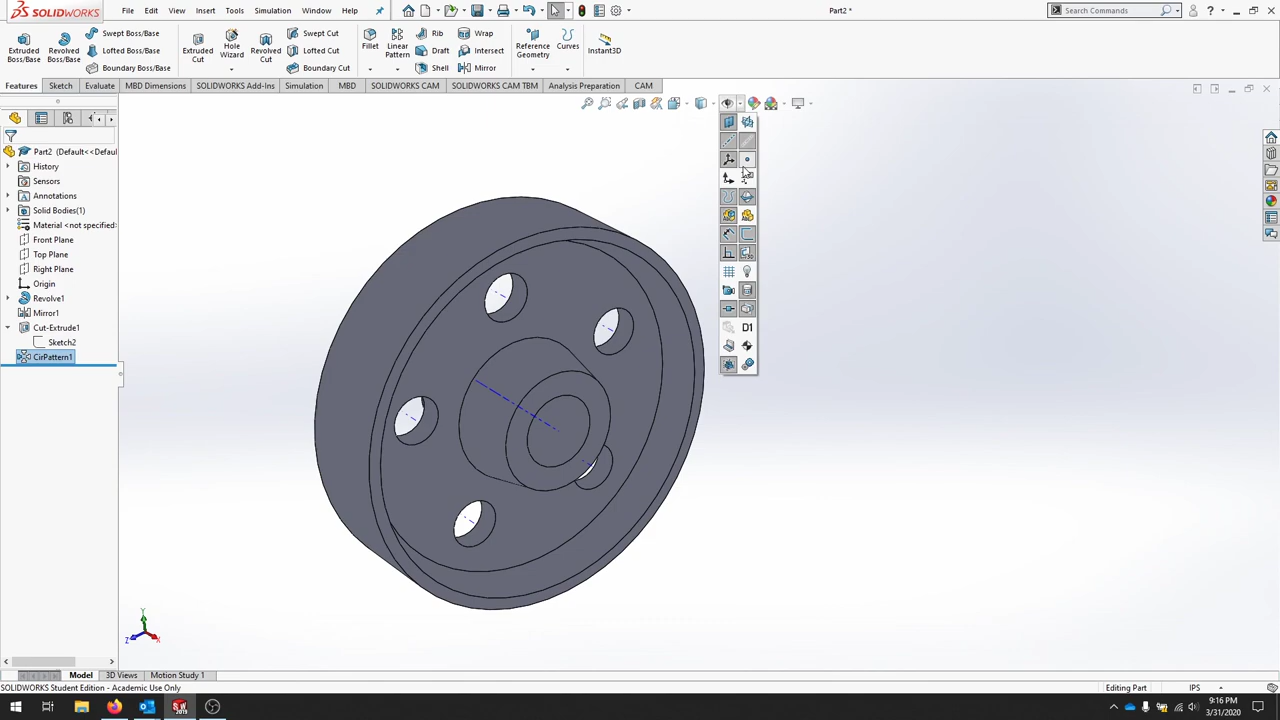 SOLIDWORKS
File Edit View Insert Tools Simulation Window Help
Part2 *
Search Commands
Extruded Boss/Base
Revolved Boss/Base
Swept Boss/Base
Lofted Boss/Base
Boundary Boss/Base
Extruded Cut
Hole Wizard
Revolved Cut
Swept Cut
Lofted Cut
Boundary Cut
Fillet
Linear Pattern
Rib
Draft
Shell
Wrap
Intersect
Mirror
Reference Geometry
Curves
Instant3D
Features Sketch Evaluate MBD Dimensions SOLIDWORKS Add-Ins Simulation MBD SOLIDWORKS CAM SOLIDWORKS CAM TBM Analysis Preparation CAM
Part2 (Default<<Defaul
History
Sensors
Annotations
Solid Bodies(1)
Material <not specified>
Front Plane
Top Plane
Right Plane
Origin
Revolve1
Mirror1
Cut-Extrude1
Sketch2
CirPattern1
D1
Y
Z
X
Model 3D Views Motion Study 1
SOLIDWORKS Student Edition - Academic Use Only
Editing Part
IPS
9:16 PM
3/31/2020